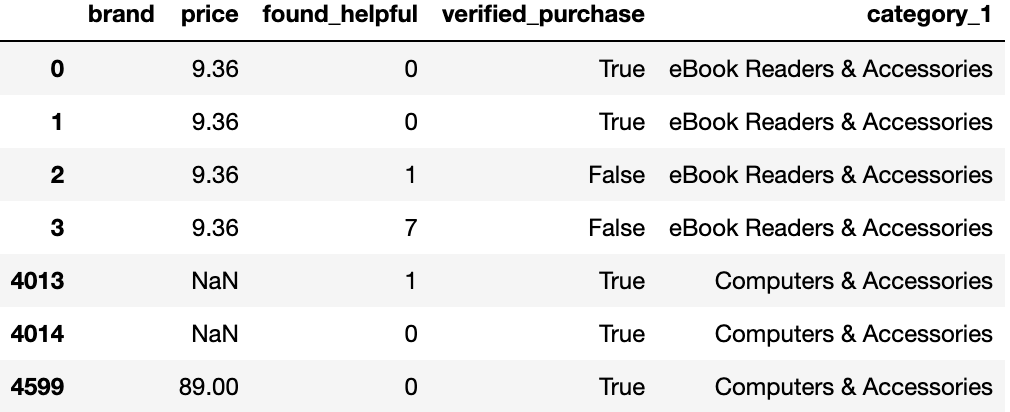 brand price found_helpful verified_purchase category_1
0 9.36 0 True eBook Readers & Accessories
1 9.36 0 True eBook Readers & Accessories
2 9.36 1 False eBook Readers & Accessories
3 9.36 7 False eBook Readers & Accessories
4013 NaN 1 True Computers & Accessories
4014 NaN 0 True Computers & Accessories
4599 89.00 0 True Computers & Accessories